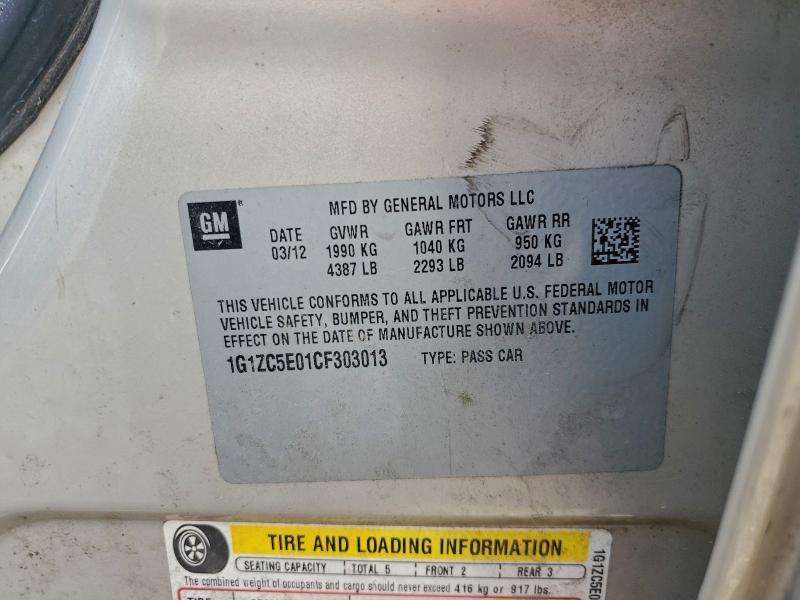 GM ®
MFD BY GENERAL MOTORS LLC
DATE GVWR GAWR FRT GAWR RR
03/12 1990 KG 1040 KG 950 KG
4387 LB 2293 LB 2094 LB
THIS VEHICLE CONFORMS TO ALL APPLICABLE U.S. FEDERAL MOTOR
VEHICLE SAFETY, BUMPER, AND THEFT PREVENTION STANDARDS IN
EFFECT ON THE DATE OF MANUFACTURE SHOWN ABOVE.
1G1ZC5E01CF303013 TYPE: PASS CAR
TIRE AND LOADING INFORMATION
SEATING CAPACITY TOTAL 5 FRONT 2 REAR 3
The combined weight of occupants and cargo should never exceed 416 kg or 917 lbs.
1G1ZC5E0